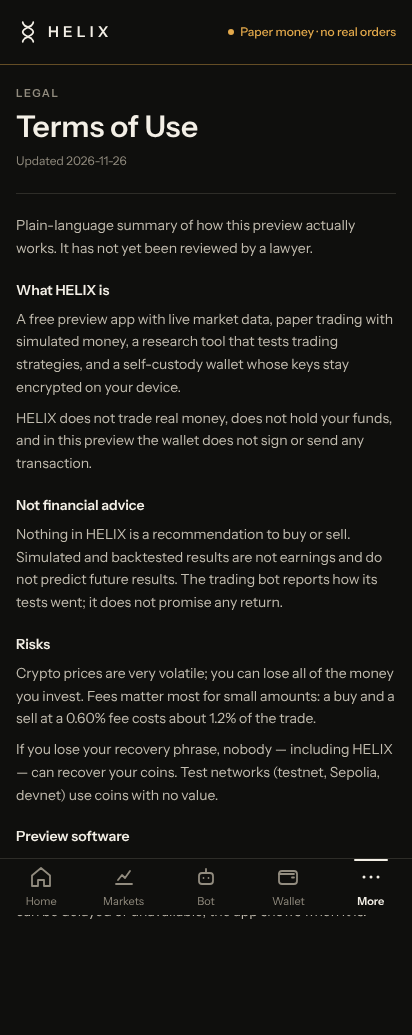 HELIX
Paper money · no real orders
LEGAL
Terms of Use
Updated 2026-11-26
Plain-language summary of how this preview actually
works. It has not yet been reviewed by a lawyer.
What HELIX is
A free preview app with live market data, paper trading with
simulated money, a research tool that tests trading
strategies, and a self-custody wallet whose keys stay
encrypted on your device.
HELIX does not trade real money, does not hold your funds,
and in this preview the wallet does not sign or send any
transaction.
Not financial advice
Nothing in HELIX is a recommendation to buy or sell.
Simulated and backtested results are not earnings and do
not predict future results. The trading bot reports how its
tests went; it does not promise any return.
Risks
Crypto prices are very volatile; you can lose all of the money
you invest. Fees matter most for small amounts: a buy and a
sell at a 0.60% fee costs about 1.2% of the trade.
If you lose your recovery phrase, nobody — including HELIX
— can recover your coins. Test networks (testnet, Sepolia,
devnet) use coins with no value.
Preview software
Home
Markets
Bot
Wallet
More